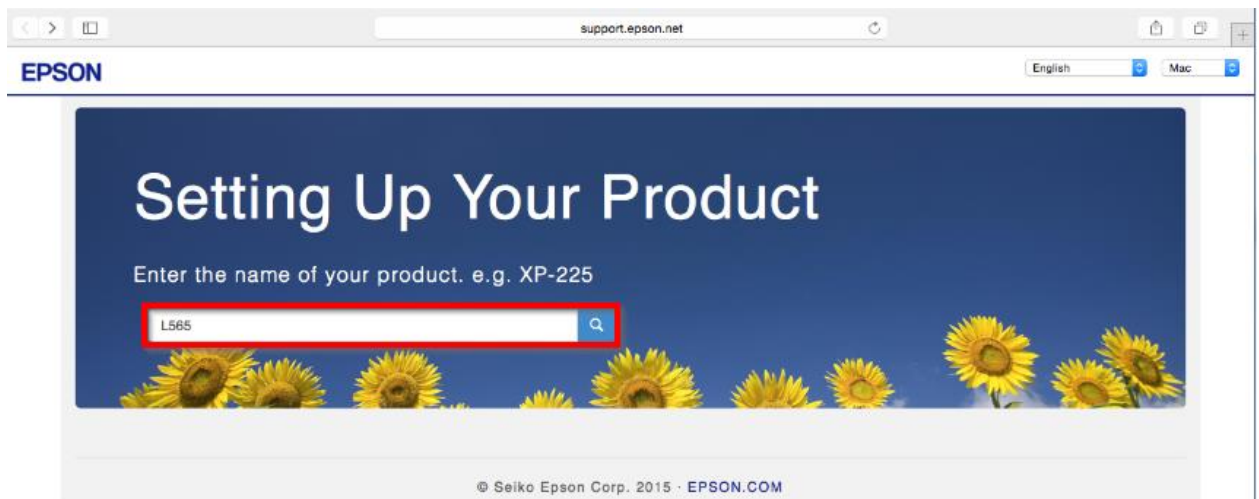 support.epson.net
EPSON
English
Mac
Setting Up Your Product
Enter the name of your product. e.g. XP-225
L565
© Seiko Epson Corp. 2015 · EPSON.COM